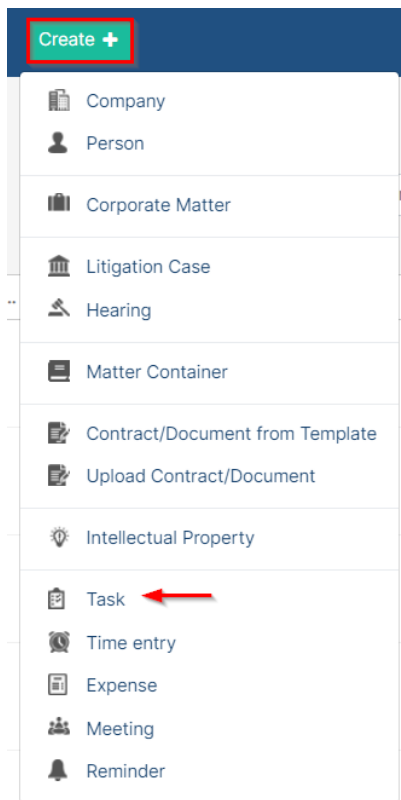 Create +
Company
Person
Corporate Matter
Litigation Case
Hearing
Matter Container
Contract/Document from Template
Upload Contract/Document
Intellectual Property
Task
Time entry
Expense
Meeting
Reminder